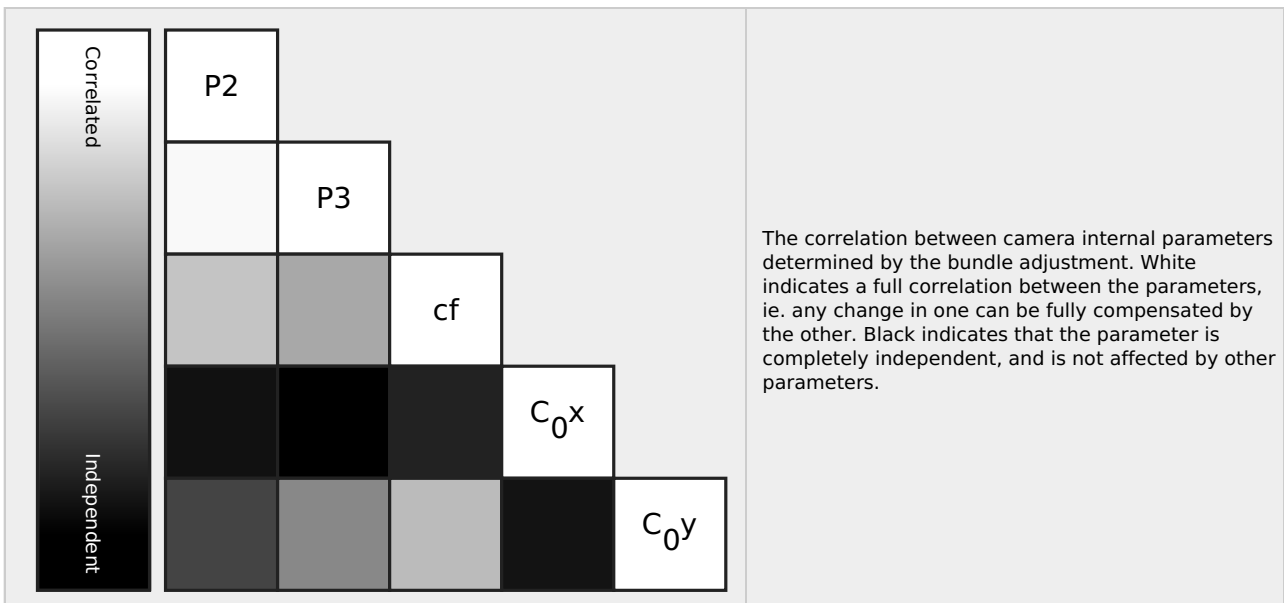 Correlated
Independent
P2
P3
cf
C0x
C0y
The correlation between camera internal parameters
determined by the bundle adjustment. White
indicates a full correlation between the parameters,
ie. any change in one can be fully compensated by
the other. Black indicates that the parameter is
completely independent, and is not affected by other
parameters.